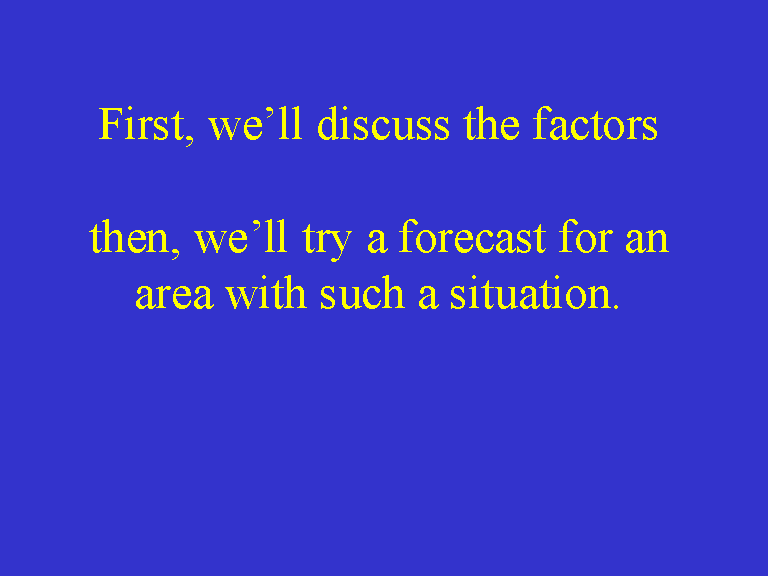 First, we’ll discuss the factors
then, we’ll try a forecast for an
area with such a situation.